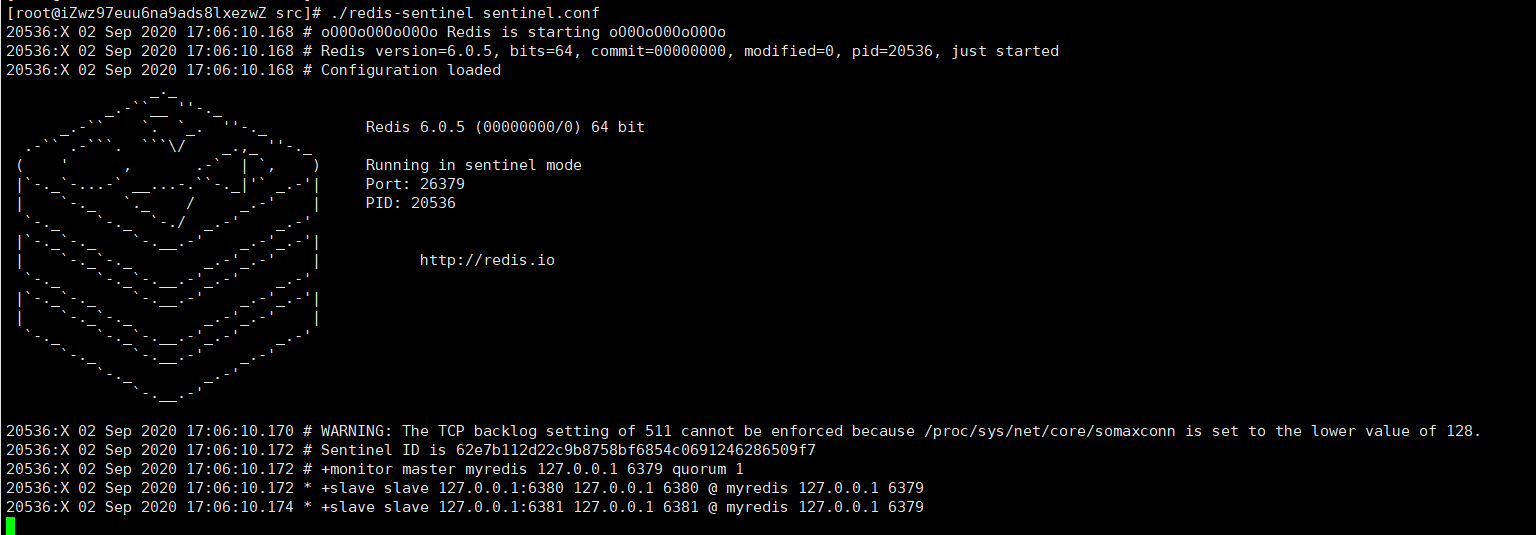 [root@iZwz97euu6na9ads8lxezwZ src]# ./redis-sentinel sentinel.conf
20536:X 02 Sep 2020 17:06:10.168 # oO0OoO0OoO0Oo Redis is starting oO0OoO0OoO0Oo
20536:X 02 Sep 2020 17:06:10.168 # Redis version=6.0.5, bits=64, commit=00000000, modified=0, pid=20536, just started
20536:X 02 Sep 2020 17:06:10.168 # Configuration loaded
Redis 6.0.5 (00000000/0) 64 bit
Running in sentinel mode
Port: 26379
PID: 20536
http://redis.io
20536:X 02 Sep 2020 17:06:10.170 # WARNING: The TCP backlog setting of 511 cannot be enforced because /proc/sys/net/core/somaxconn is set to the lower value of 128.
20536:X 02 Sep 2020 17:06:10.172 # Sentinel ID is 62e7b112d22c9b8758bf6854c06912462865​09f7
20536:X 02 Sep 2020 17:06:10.172 # +monitor master myredis 127.0.0.1 6379 quorum 1
20536:X 02 Sep 2020 17:06:10.172 * +slave slave 127.0.0.1:6380 127.0.0.1 6380 @ myredis 127.0.0.1 6379
20536:X 02 Sep 2020 17:06:10.174 * +slave slave 127.0.0.1:6381 127.0.0.1 6381 @ myredis 127.0.0.1 6379